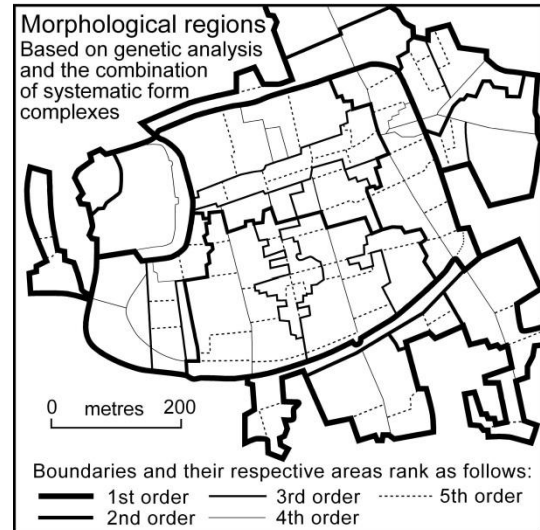 Morphological regions
Based on genetic analysis
and the combination
of systematic form
complexes
0 metres 200
Boundaries and their respective areas rank as follows:
1st order 3rd order 5th order
2nd order 4th order